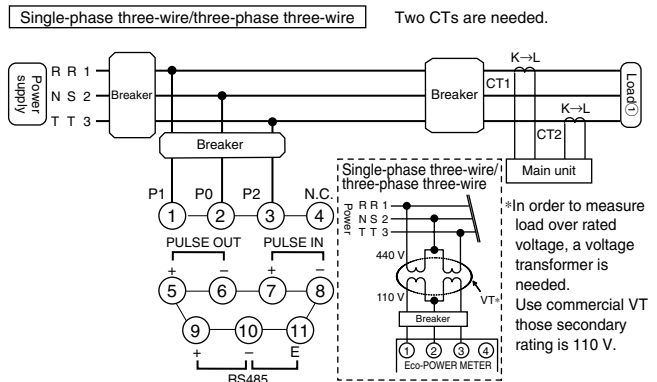 Single-phase three-wire/three-phase three-wire
Two CTs are needed.
Power supply
R R 1
N S 2
T T 3
Breaker
Breaker
K→L
CT1
K→L
CT2
Load①
Main unit
Breaker
P1 P0 P2 N.C.
1 2 3 4
PULSE OUT PULSE IN
+ − + −
5 6 7 8
9 10 11
+ − E
RS485
Single-phase three-wire/
three-phase three-wire
Power
R R 1
N S 2
T T 3
440 V
110 V
VT*
Breaker
1 2 3 4
Eco-POWER METER
*In order to measure
load over rated
voltage, a voltage
transformer is
needed.
Use commercial VT
those secondary
rating is 110 V.